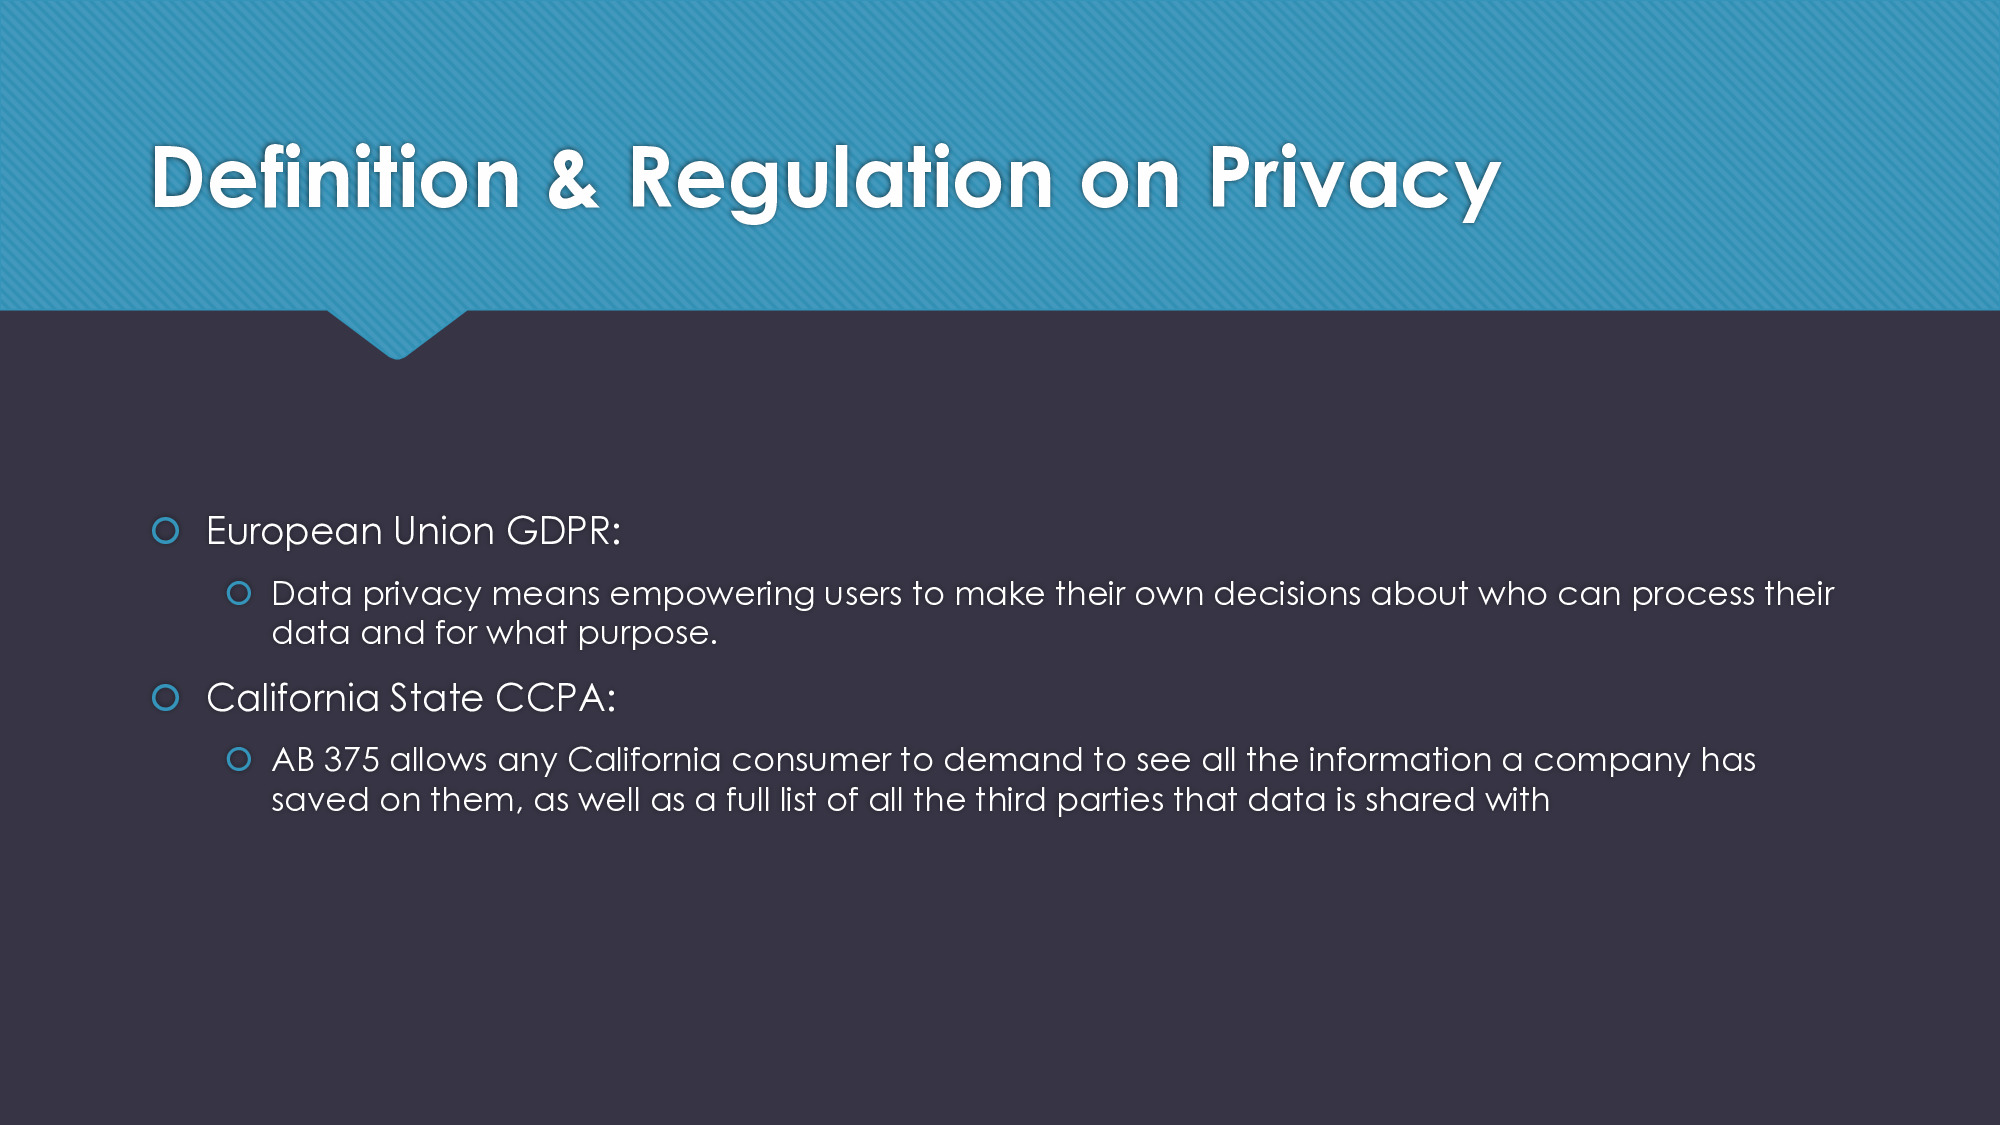 Definition & Regulation on Privacy
European Union GDPR:
Data privacy means empowering users to make their own decisions about who can process their
data and for what purpose.
California State CCPA:
AB 375 allows any California consumer to demand to see all the information a company has
saved on them, as well as a full list of all the third parties that data is shared with